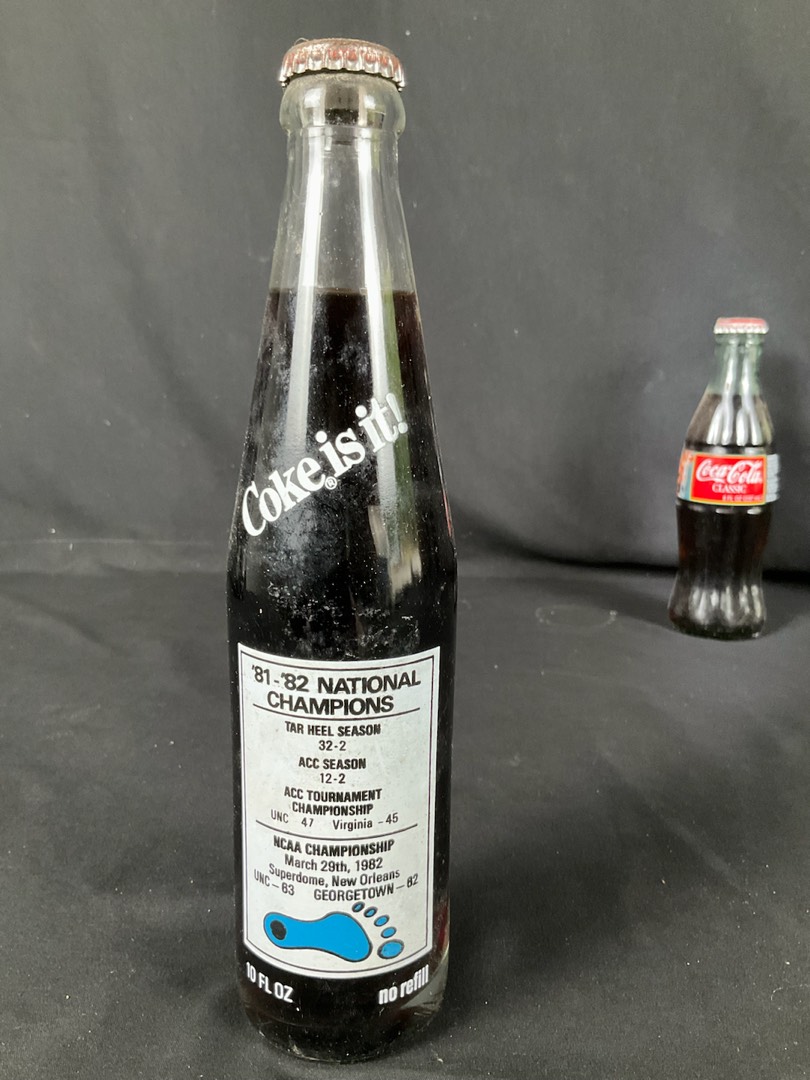 Coke is it!
®
'81-'82 NATIONAL
CHAMPIONS
TAR HEEL SEASON
32-2
ACC SEASON
12-2
ACC TOURNAMENT
CHAMPIONSHIP
UNC 47 Virginia - 45
NCAA CHAMPIONSHIP
March 29th, 1982
Superdome, New Orleans
UNC - 63 GEORGETOWN - 62
10 FL OZ no refill
Coca-Cola
CLASSIC